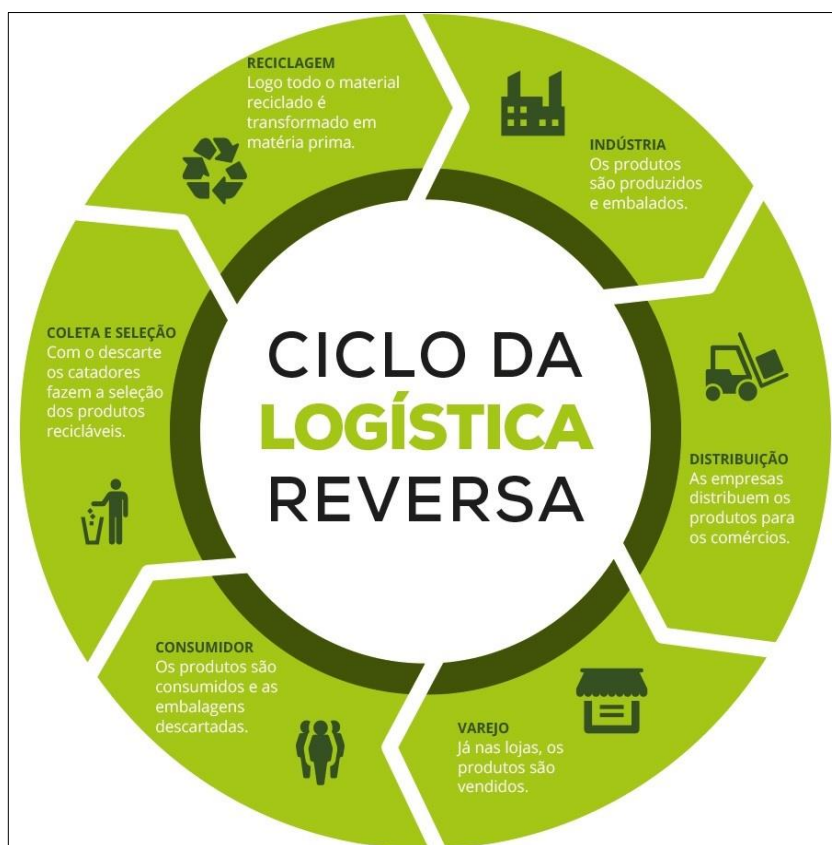 CICLO DA
LOGÍSTICA
REVERSA
INDÚSTRIA
Os produtos
são produzidos
e embalados.
DISTRIBUIÇÃO
As empresas
distribuem os
produtos para
os comércios.
VAREJO
Já nas lojas, os
produtos são
vendidos.
CONSUMIDOR
Os produtos são
consumidos e as
embalagens
descartadas.
COLETA E SELEÇÃO
Com o descarte
os catadores
fazem a seleção
dos produtos
recicláveis.
RECICLAGEM
Logo todo o material
reciclado é
transformado em
matéria prima.